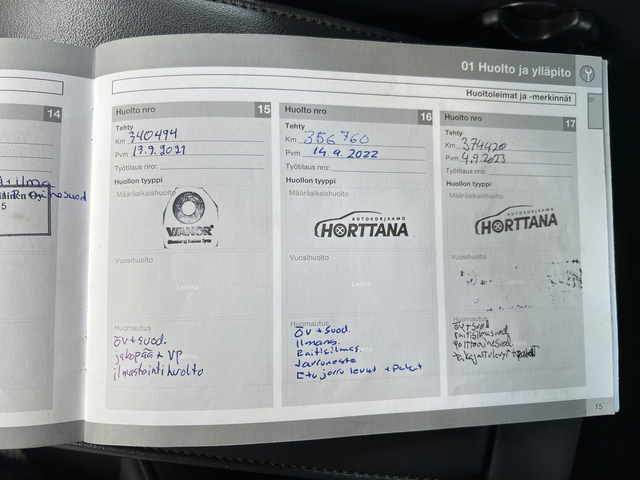 01 Huolto ja ylläpito
Huoltoleimat ja -merkinnät
01
14
Oy
5
Huolto nro 15
Tehty
Km 340494
Pvm 17.9.2021
Työtilaus nro:
Huollon tyyppi
Määräaikaishuolto
VIANOR
Vuosihuolto
Leima
Huomautus
öv + suod.
jakopää + VP
ilmastointihuolto
Huolto nro 16
Tehty
Km 356760
Pvm 14.9.2022
Työtilaus nro:
Huollon tyyppi
Määräaikaishuolto
AUTOKORJAAMO
HORTTANA
Vuosihuolto
Leima
Huomautus
öv + suod.
Ilmans.
Raitisilmas.
Jarruneste
Etujarru levyt + Palat
Huolto nro 17
Tehty
Km 374420
Pvm 4.9.2023
Työtilaus nro:
Huollon tyyppi
Määräaikaishuolto
AUTOKORJAAMO
HORTTANA
Vuosihuolto
Huomautus
öv + suod
Raitisilmasuod
polttoainesuod.
15